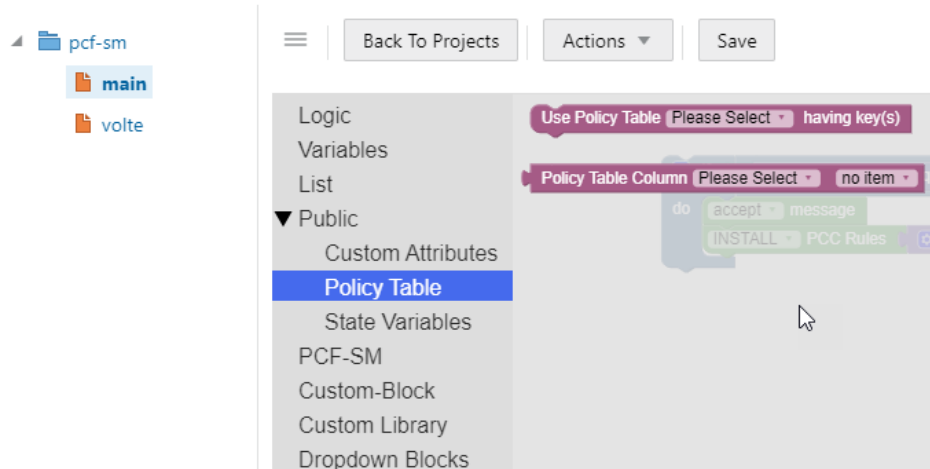 pcf-sm
main
volte
Back To Projects
Actions
Save
Logic
Variables
List
Public
Custom Attributes
Policy Table
State Variables
PCF-SM
Custom-Block
Custom Library
Dropdown Blocks
Use Policy Table Please Select having key(s)
Policy Table Column Please Select no item
do accept message
INSTALL PCC Rules